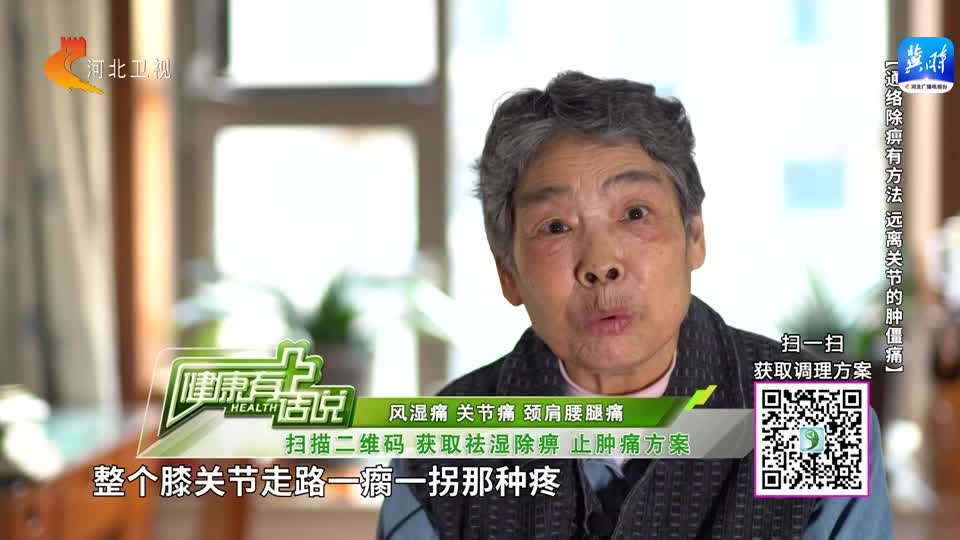 河北卫视
冀时
河北广播电视台
【通络除痹有方法 远离关节的肿僵痛】
扫一扫
获取调理方案
健康有话说
HEALTH
风湿痛 关节痛 颈肩腰腿痛
扫描二维码 获取祛湿除痹 止肿痛方案
整个膝关节走路一瘸一拐那种疼